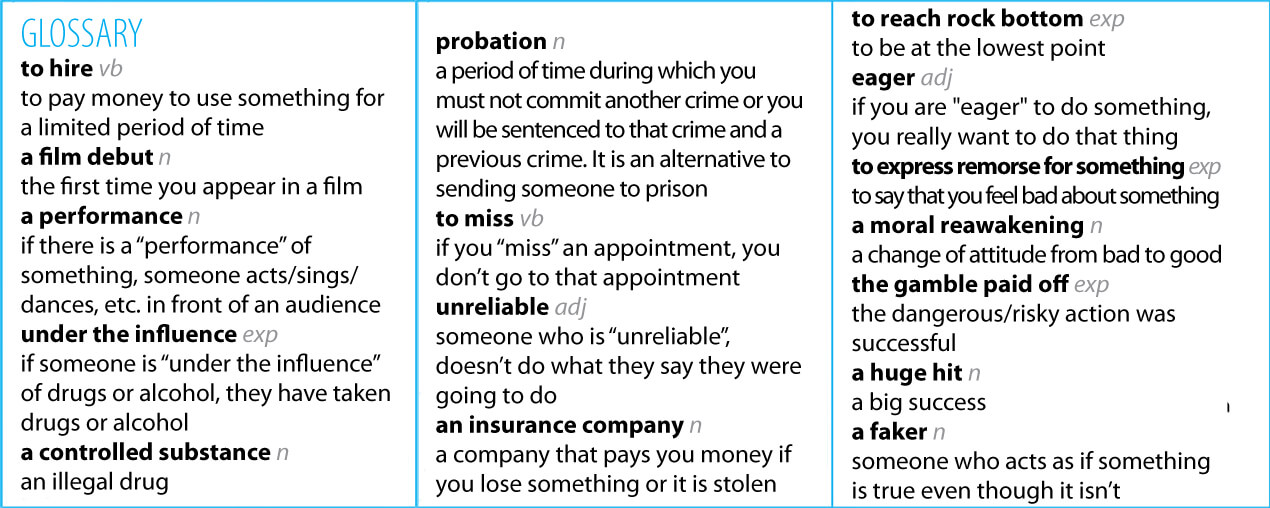 GLOSSARY
to hire vb
to pay money to use something for
a limited period of time
a film debut n
the first time you appear in a film
a performance n
if there is a “performance” of
something, someone acts/sings/
dances, etc. in front of an audience
under the influence exp
if someone is “under the influence”
of drugs or alcohol, they have taken
drugs or alcohol
a controlled substance n
an illegal drug
probation n
a period of time during which you
must not commit another crime or you
will be sentenced to that crime and a
previous crime. It is an alternative to
sending someone to prison
to miss vb
if you “miss” an appointment, you
don’t go to that appointment
unreliable adj
someone who is “unreliable”,
doesn’t do what they say they were
going to do
an insurance company n
a company that pays you money if
you lose something or it is stolen
to reach rock bottom exp
to be at the lowest point
eager adj
if you are "eager" to do something,
you really want to do that thing
to express remorse for something exp
to say that you feel bad about something
a moral reawakening n
a change of attitude from bad to good
the gamble paid off exp
the dangerous/risky action was
successful
a huge hit n
a big success
a faker n
someone who acts as if something
is true even though it isn’t